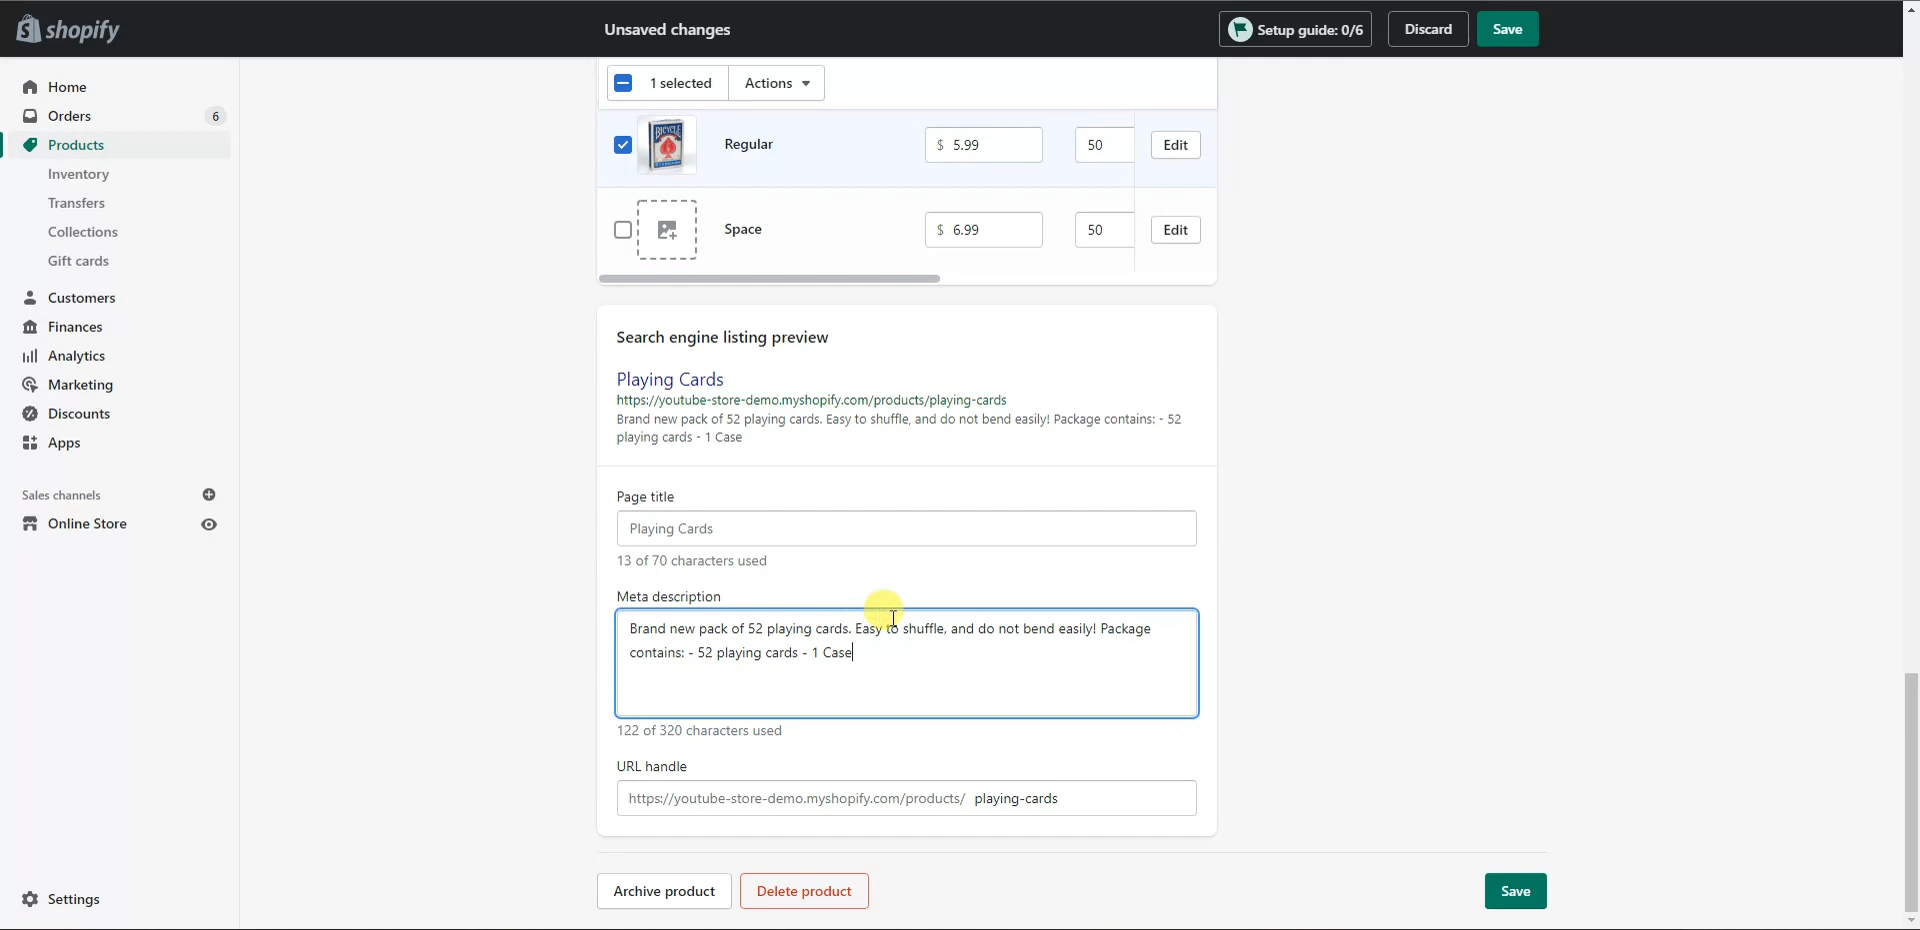 shopify
Unsaved changes
Setup guide: 0/6
Discard
Save
Home
Orders
6
Products
Inventory
Transfers
Collections
Gift cards
Customers
Finances
Analytics
Marketing
Discounts
Apps
Sales channels
Online Store
Settings
1 selected
Actions
BICYCLE
Regular
$ 5.99
50
Edit
Space
$ 6.99
50
Edit
Search engine listing preview
Playing Cards
https://youtube-store-demo.myshopify.com/products/playing-cards
Brand new pack of 52 playing cards. Easy to shuffle, and do not bend easily! Package contains: - 52
playing cards - 1 Case
Page title
Playing Cards
13 of 70 characters used
Meta description
Brand new pack of 52 playing cards. Easy to shuffle, and do not bend easily! Package
contains: - 52 playing cards - 1 Case
122 of 320 characters used
URL handle
https://youtube-store-demo.myshopify.com/products/ playing-cards
Archive product
Delete product
Save